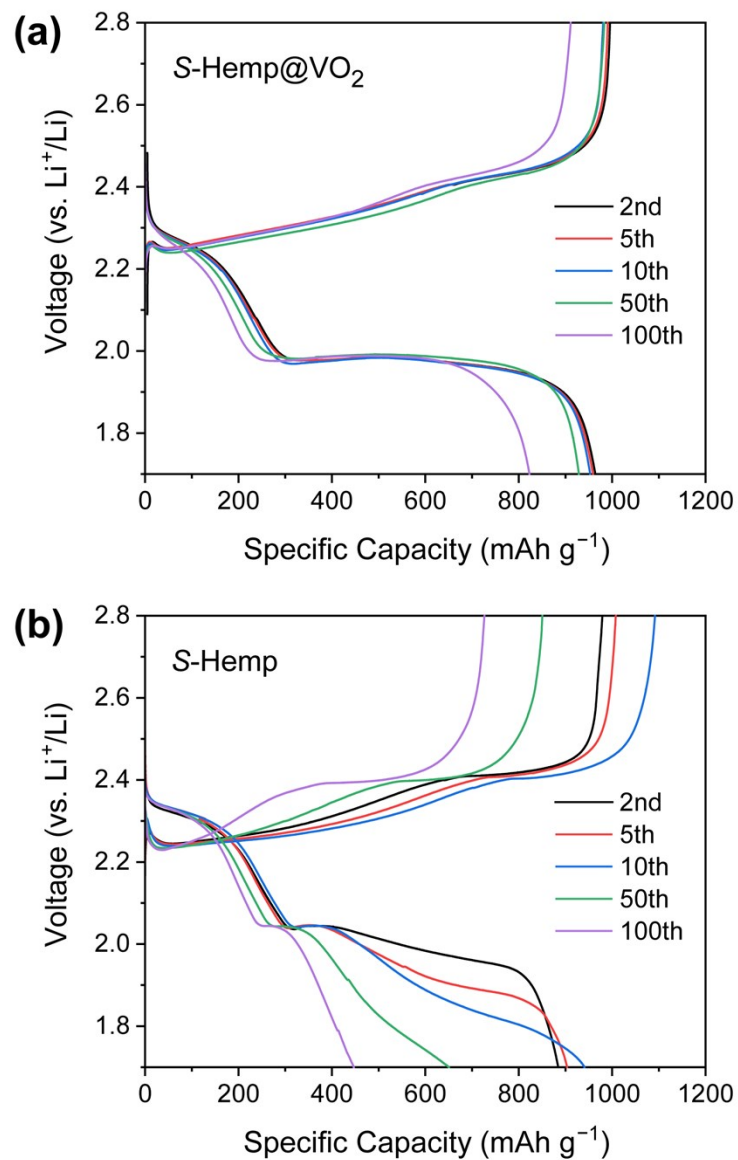 (a)
S-Hemp@VO₂
2.8
2.6
2.4
2.2
2.0
1.8
Voltage (vs. Li⁺/Li)
2nd
5th
10th
50th
100th
0 200 400 600 800 1000 1200
Specific Capacity (mAh g⁻¹)
(b)
S-Hemp
2.8
2.6
2.4
2.2
2.0
1.8
Voltage (vs. Li⁺/Li)
2nd
5th
10th
50th
100th
0 200 400 600 800 1000 1200
Specific Capacity (mAh g⁻¹)